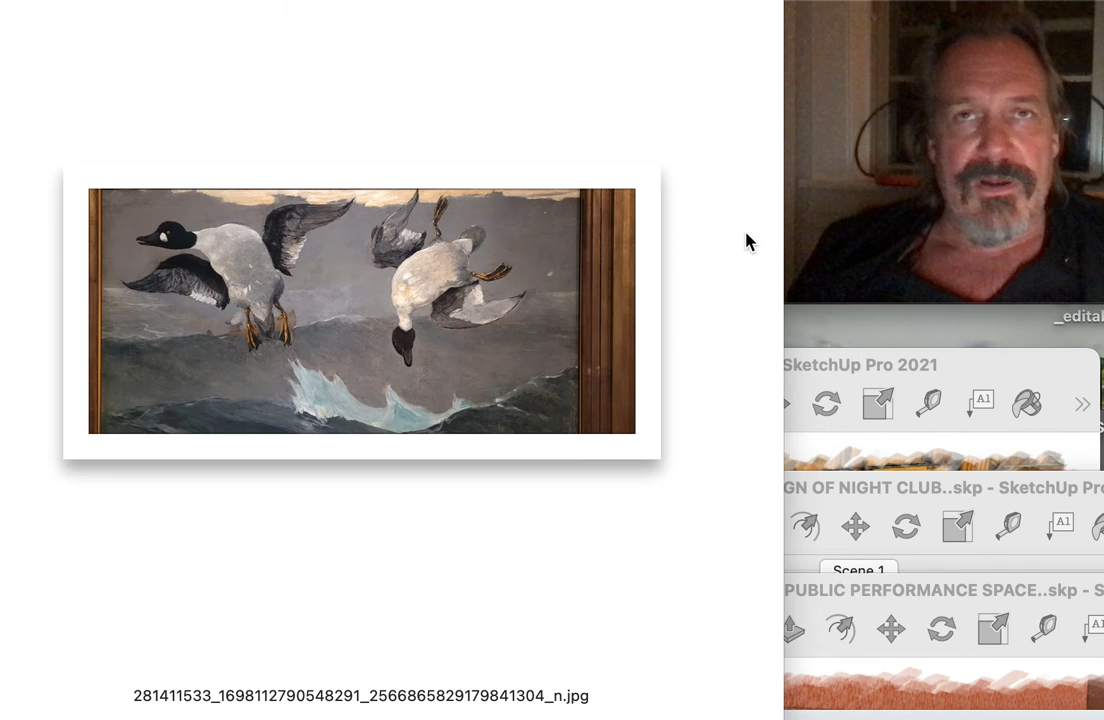 281411533_1698112790548291_2566865829179841304_n.jpg
_edital
SketchUp Pro 2021
A1
GN OF NIGHT CLUB..skp - SketchUp Pro
A1
Scene 1
PUBLIC PERFORMANCE SPACE..skp - S
A1